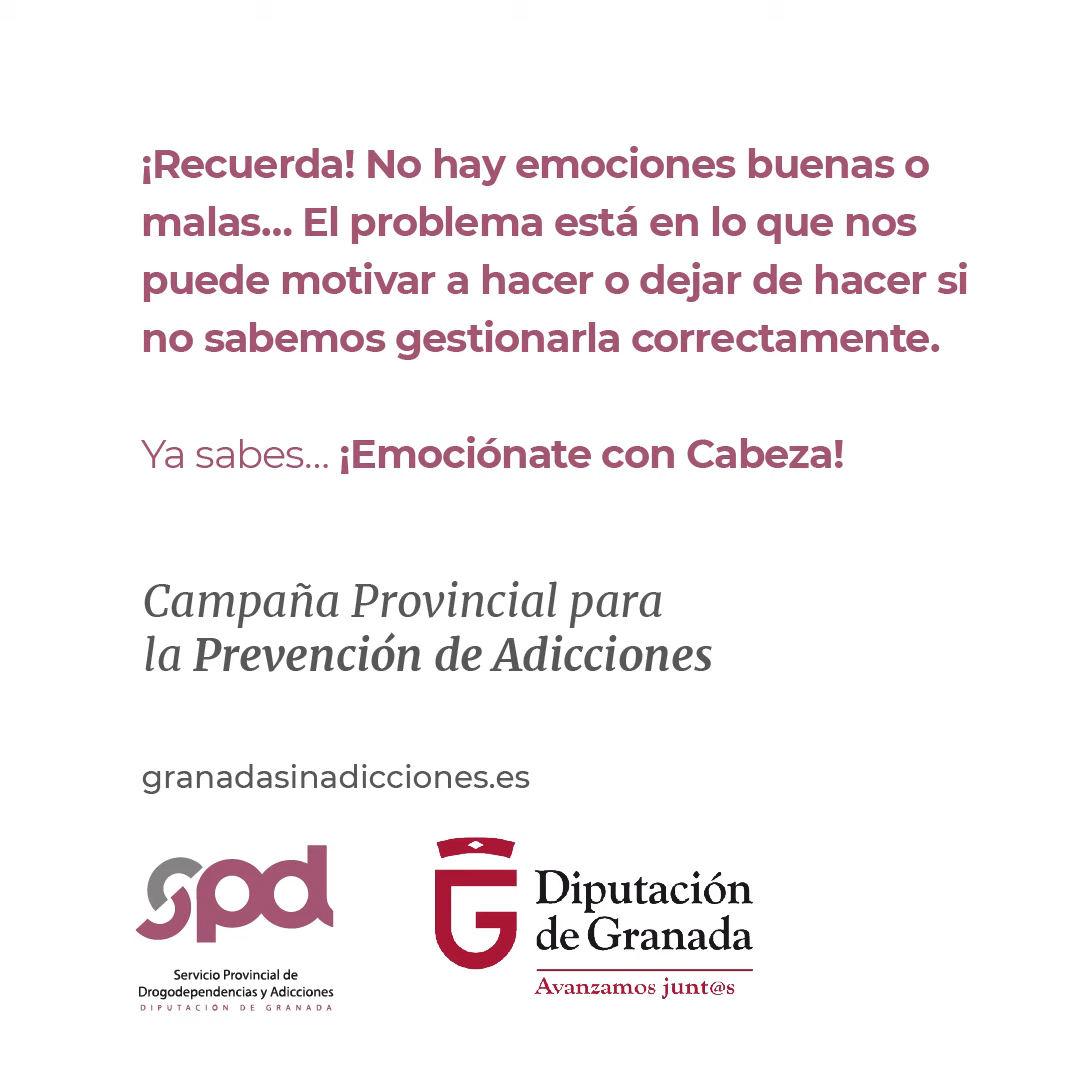 ¡Recuerda! No hay emociones buenas o
malas... El problema está en lo que nos
puede motivar a hacer o dejar de hacer si
no sabemos gestionarla correctamente.
Ya sabes... ¡Emociónate con Cabeza!
Campaña Provincial para
la Prevención de Adicciones
granadasinadicciones.es
spd
Servicio Provincial de
Drogodependencias y Adicciones
DIPUTACIÓN DE GRANADA
G
Diputación
de Granada
Avanzamos junt@s